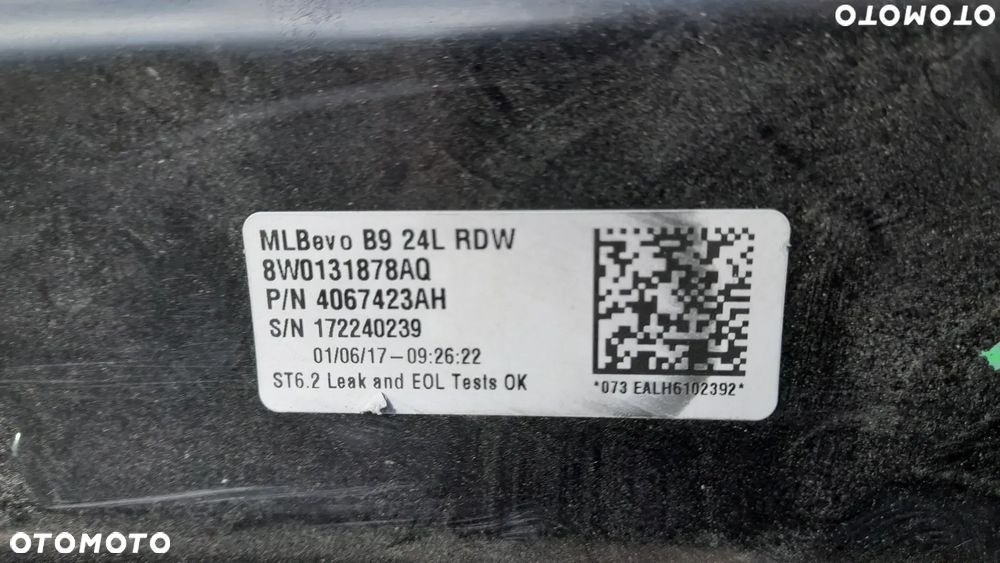 OTOMOTO
MLBevo B9 24L RDW
8W0131878AQ
P/N 4067423AH
S/N 172240239
01/06/17-09:26:22
ST6.2 Leak and EOL Tests OK
*073 EALH6102392*
OTOMOTO